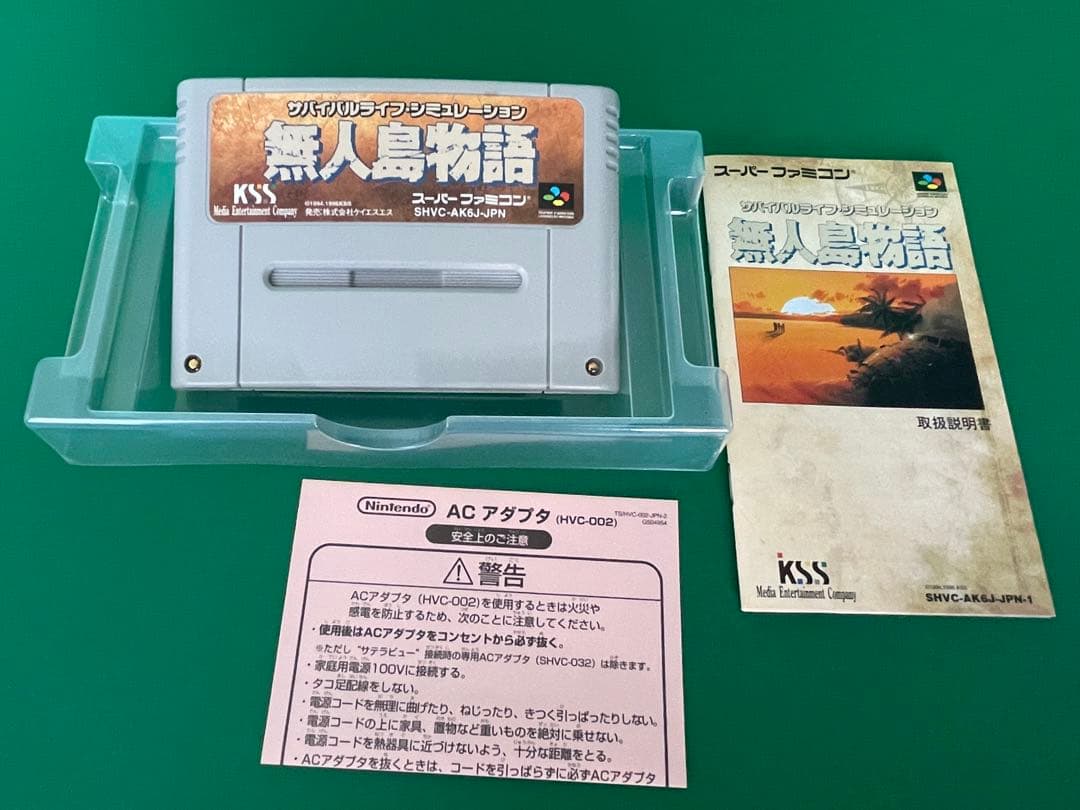 サバイバルライフ・シミュレーション
無人島物語
KSS
Media Entertainment Company
©1994,1996KSS
発売:株式会社ケイエスエス
スーパーファミコン
SHVC-AK6J-JPN
スーパーファミコン
サバイバルライフ・シミュレーション
無人島物語
取扱説明書
KSS
Media Entertainment Company
SHVC-AK6J-JPN-1
Nintendo ACアダプタ(HVC-002)
TS/HVC-002-JPN-2
安全上のご注意
警告
ACアダプタ(HVC-002)を使用するときは火災や
感電を防止するため、次のことに注意してください。
・使用後はACアダプタをコンセントから必ず抜く。
※ただし“サテラビュー”接続時の専用ACアダプタ(SHVC-032)は除きます。
・家庭用電源100Vに接続する。
・タコ足配線をしない。
・電源コードを無理に曲げたり、ねじったり、きつく引っぱったりしない。
・電源コードの上に家具、置物など重いものを絶対に乗せない。
・電源コードを熱器具に近づけないよう、十分な距離をとる。
・ACアダプタを抜くときは、コードを引っぱらずに必ずACアダプタ